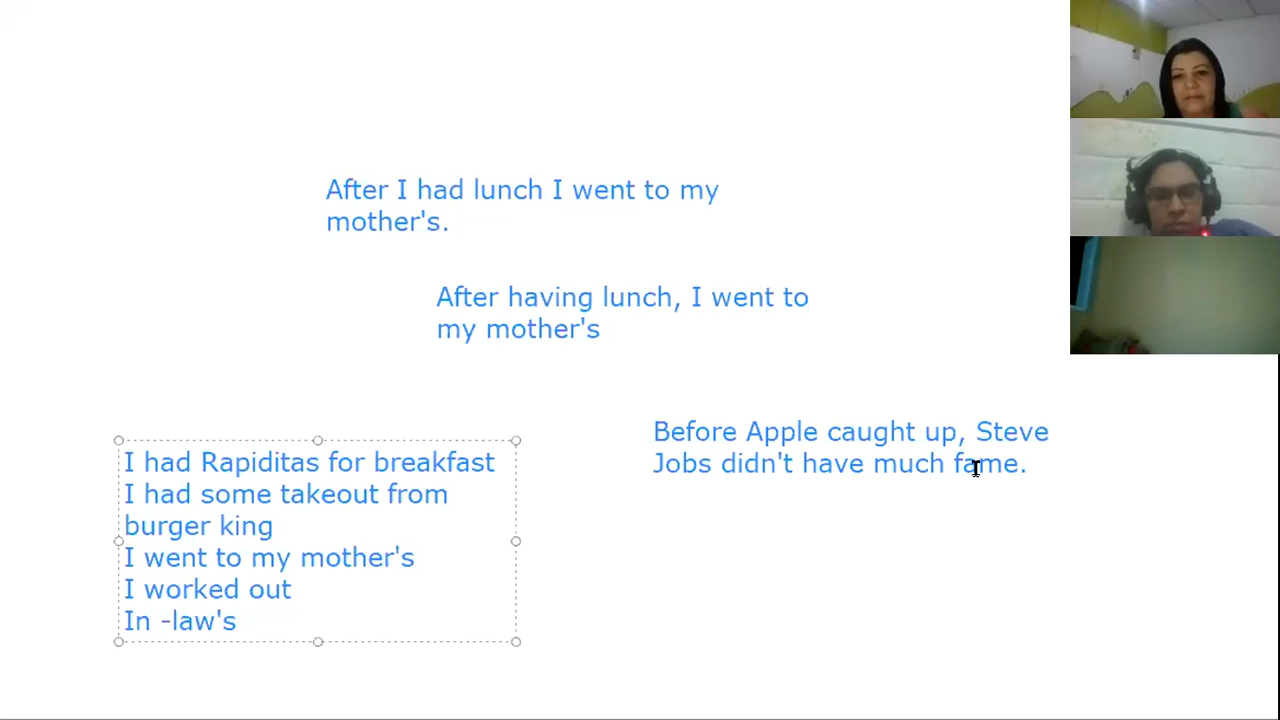 After I had lunch I went to my
mother's.
After having lunch, I went to
my mother's
Before Apple caught up, Steve
Jobs didn't have much fame.
I had Rapiditas for breakfast
I had some takeout from
burger king
I went to my mother's
I worked out
In -law's